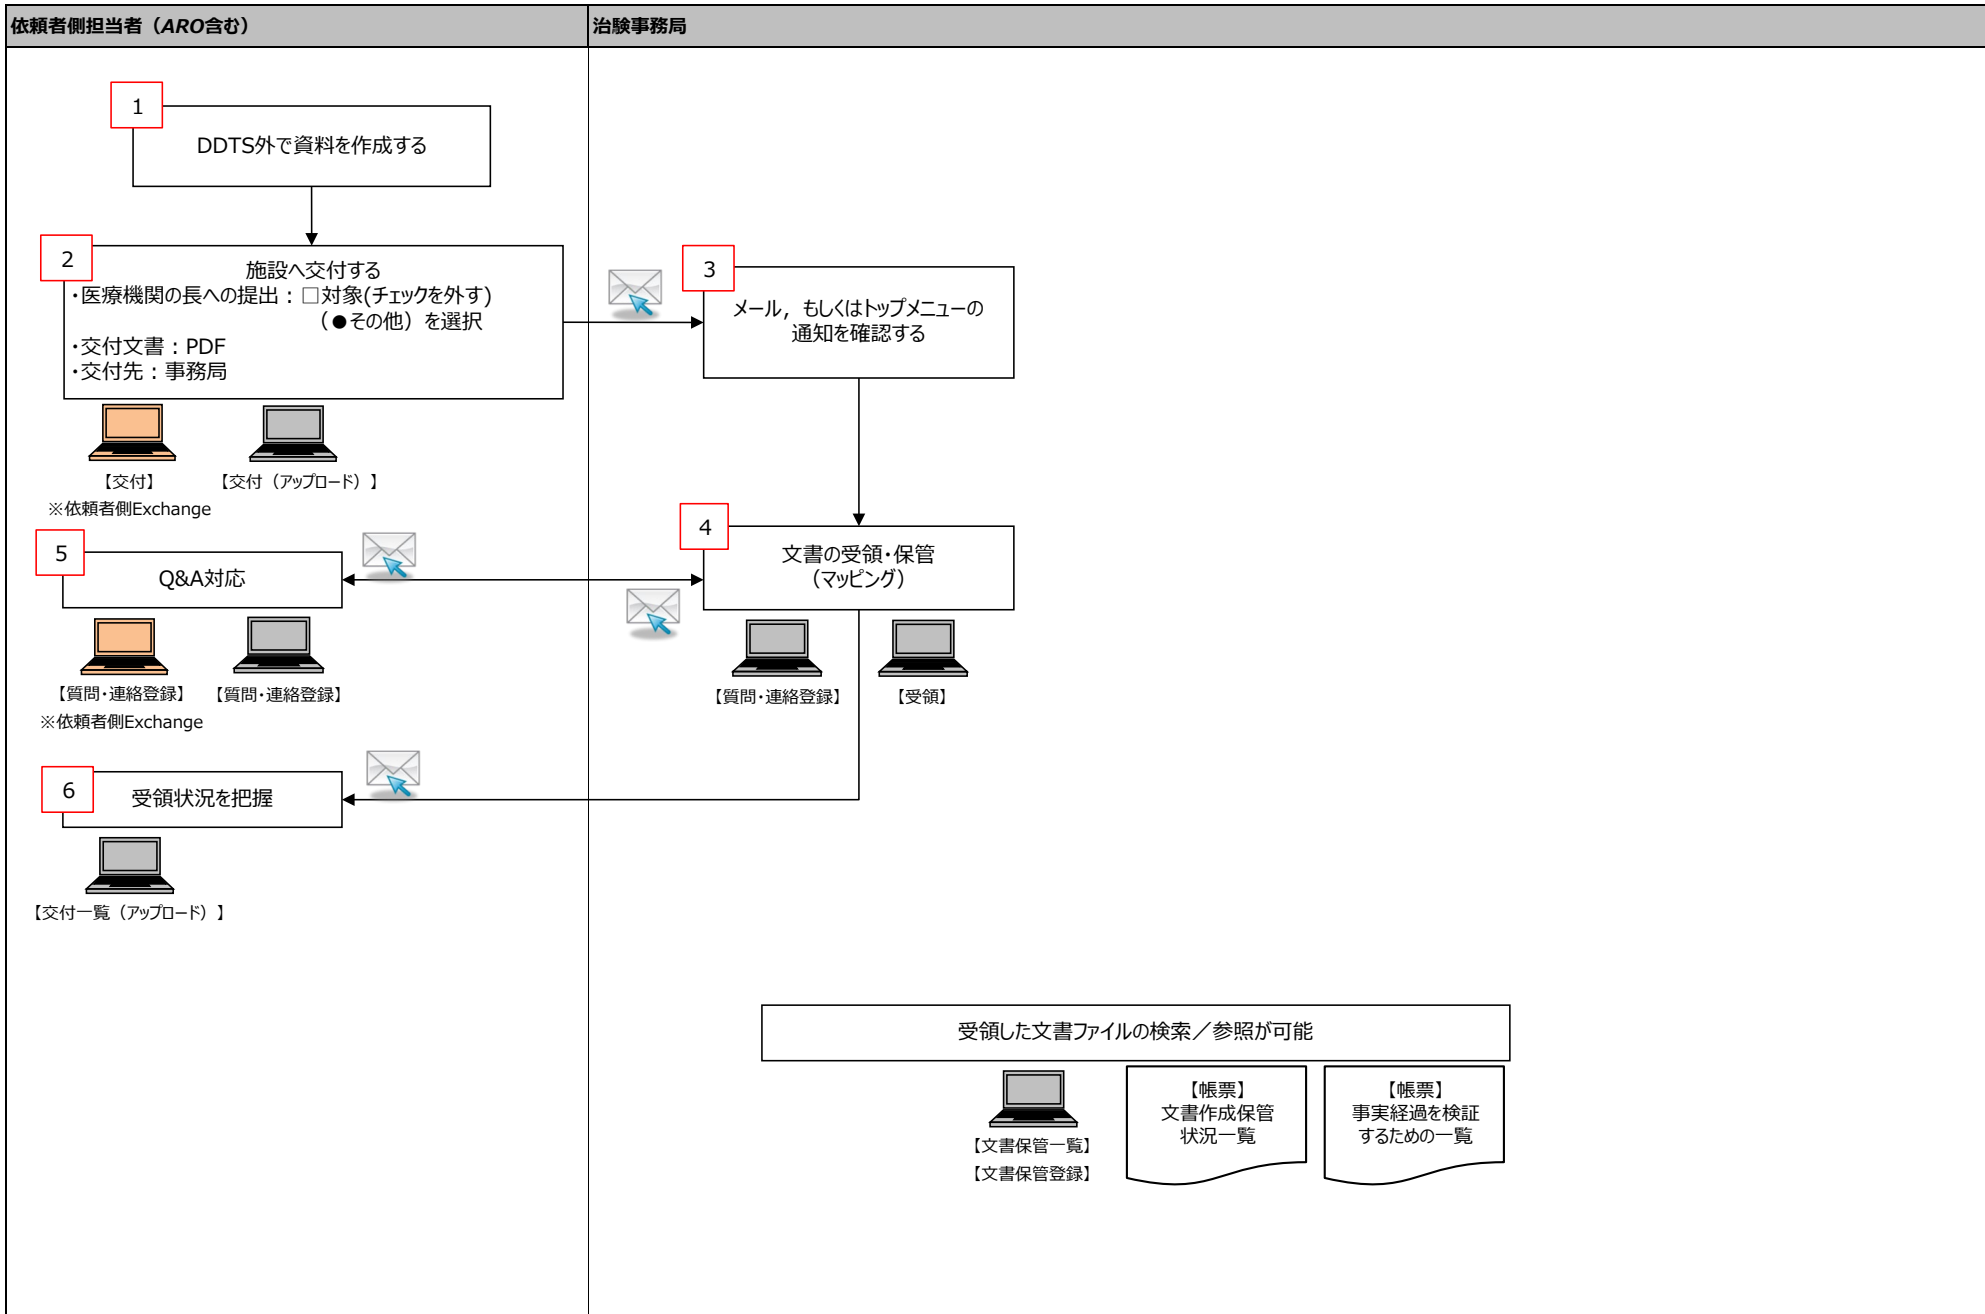 依頼者側担当者（ARO含む）
治験事務局
1
DDTS外で資料を作成する
2
施設へ交付する
・医療機関の長への提出：□対象(チェックを外す)
（●その他）を選択
・交付文書：PDF
・交付先：事務局
【交付】
【交付（アップロード）】
※依頼者側Exchange
3
メール，もしくはトップメニューの
通知を確認する
4
文書の受領・保管
（マッピング）
【質問・連絡登録】
【受領】
5
Q&A対応
【質問・連絡登録】
【質問・連絡登録】
※依頼者側Exchange
6
受領状況を把握
【交付一覧（アップロード）】
受領した文書ファイルの検索／参照が可能
【文書保管一覧】
【文書保管登録】
【帳票】
文書作成保管
状況一覧
【帳票】
事実経過を検証
するための一覧